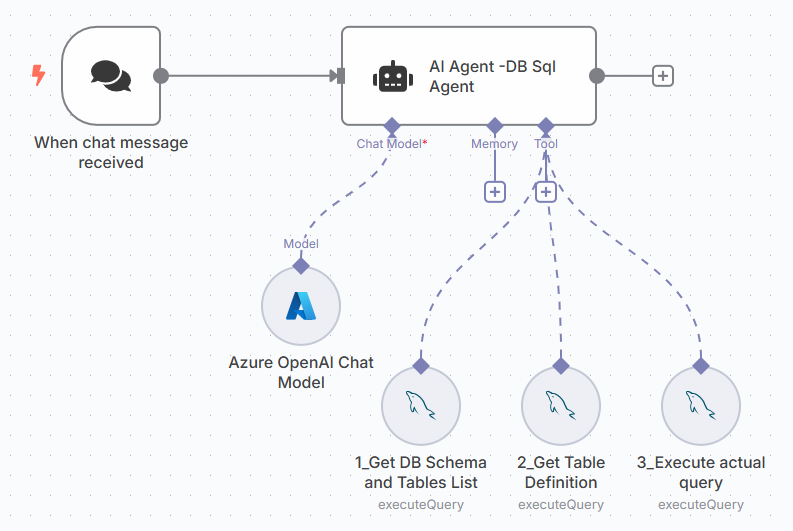 AI Agent -DB Sql
Agent
When chat message
received
Chat Model*
Memory
Tool
Model
Azure OpenAI Chat
Model
1_Get DB Schema
and Tables List
executeQuery
2_Get Table
Definition
executeQuery
3_Execute actual
query
executeQuery